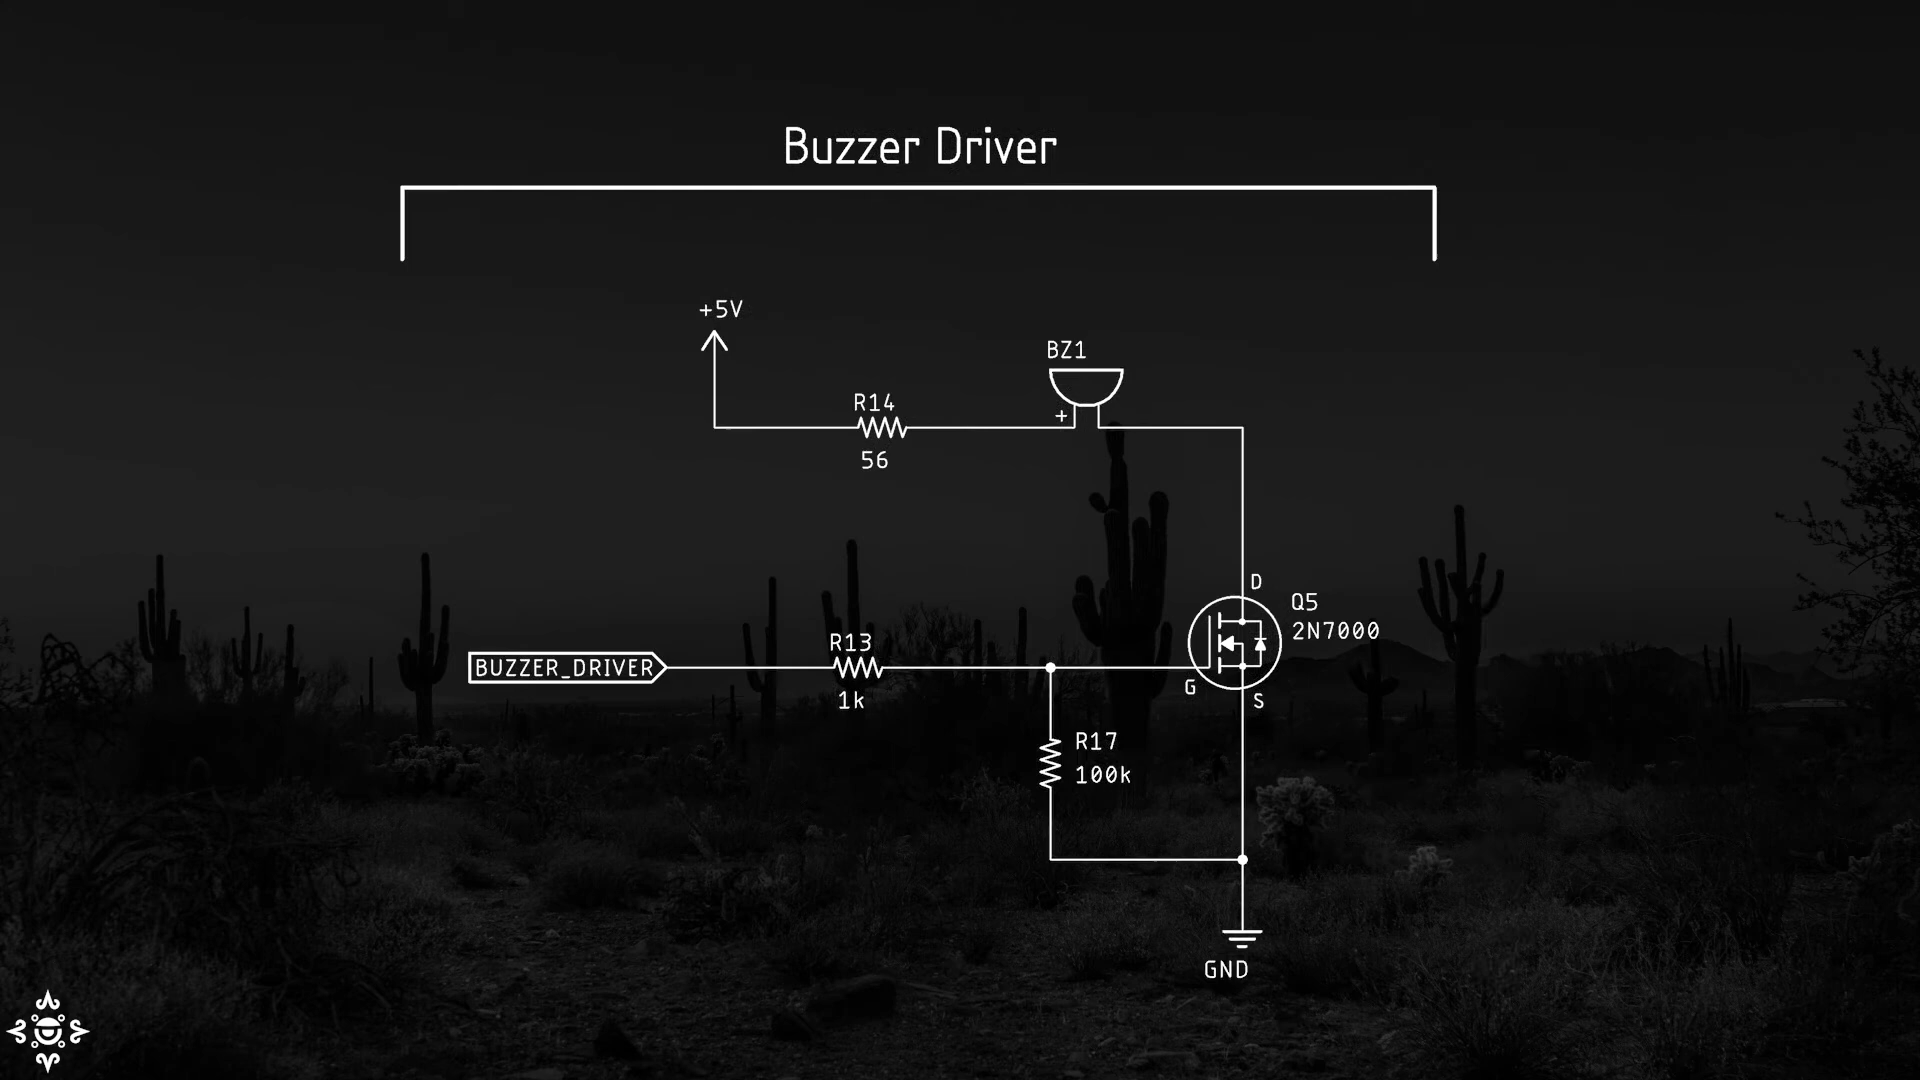 Buzzer Driver
+5V
BZ1
R14
+
56
D
Q5
2N7000
R13
BUZZER_DRIVER
G
S
1k
R17
100k
GND